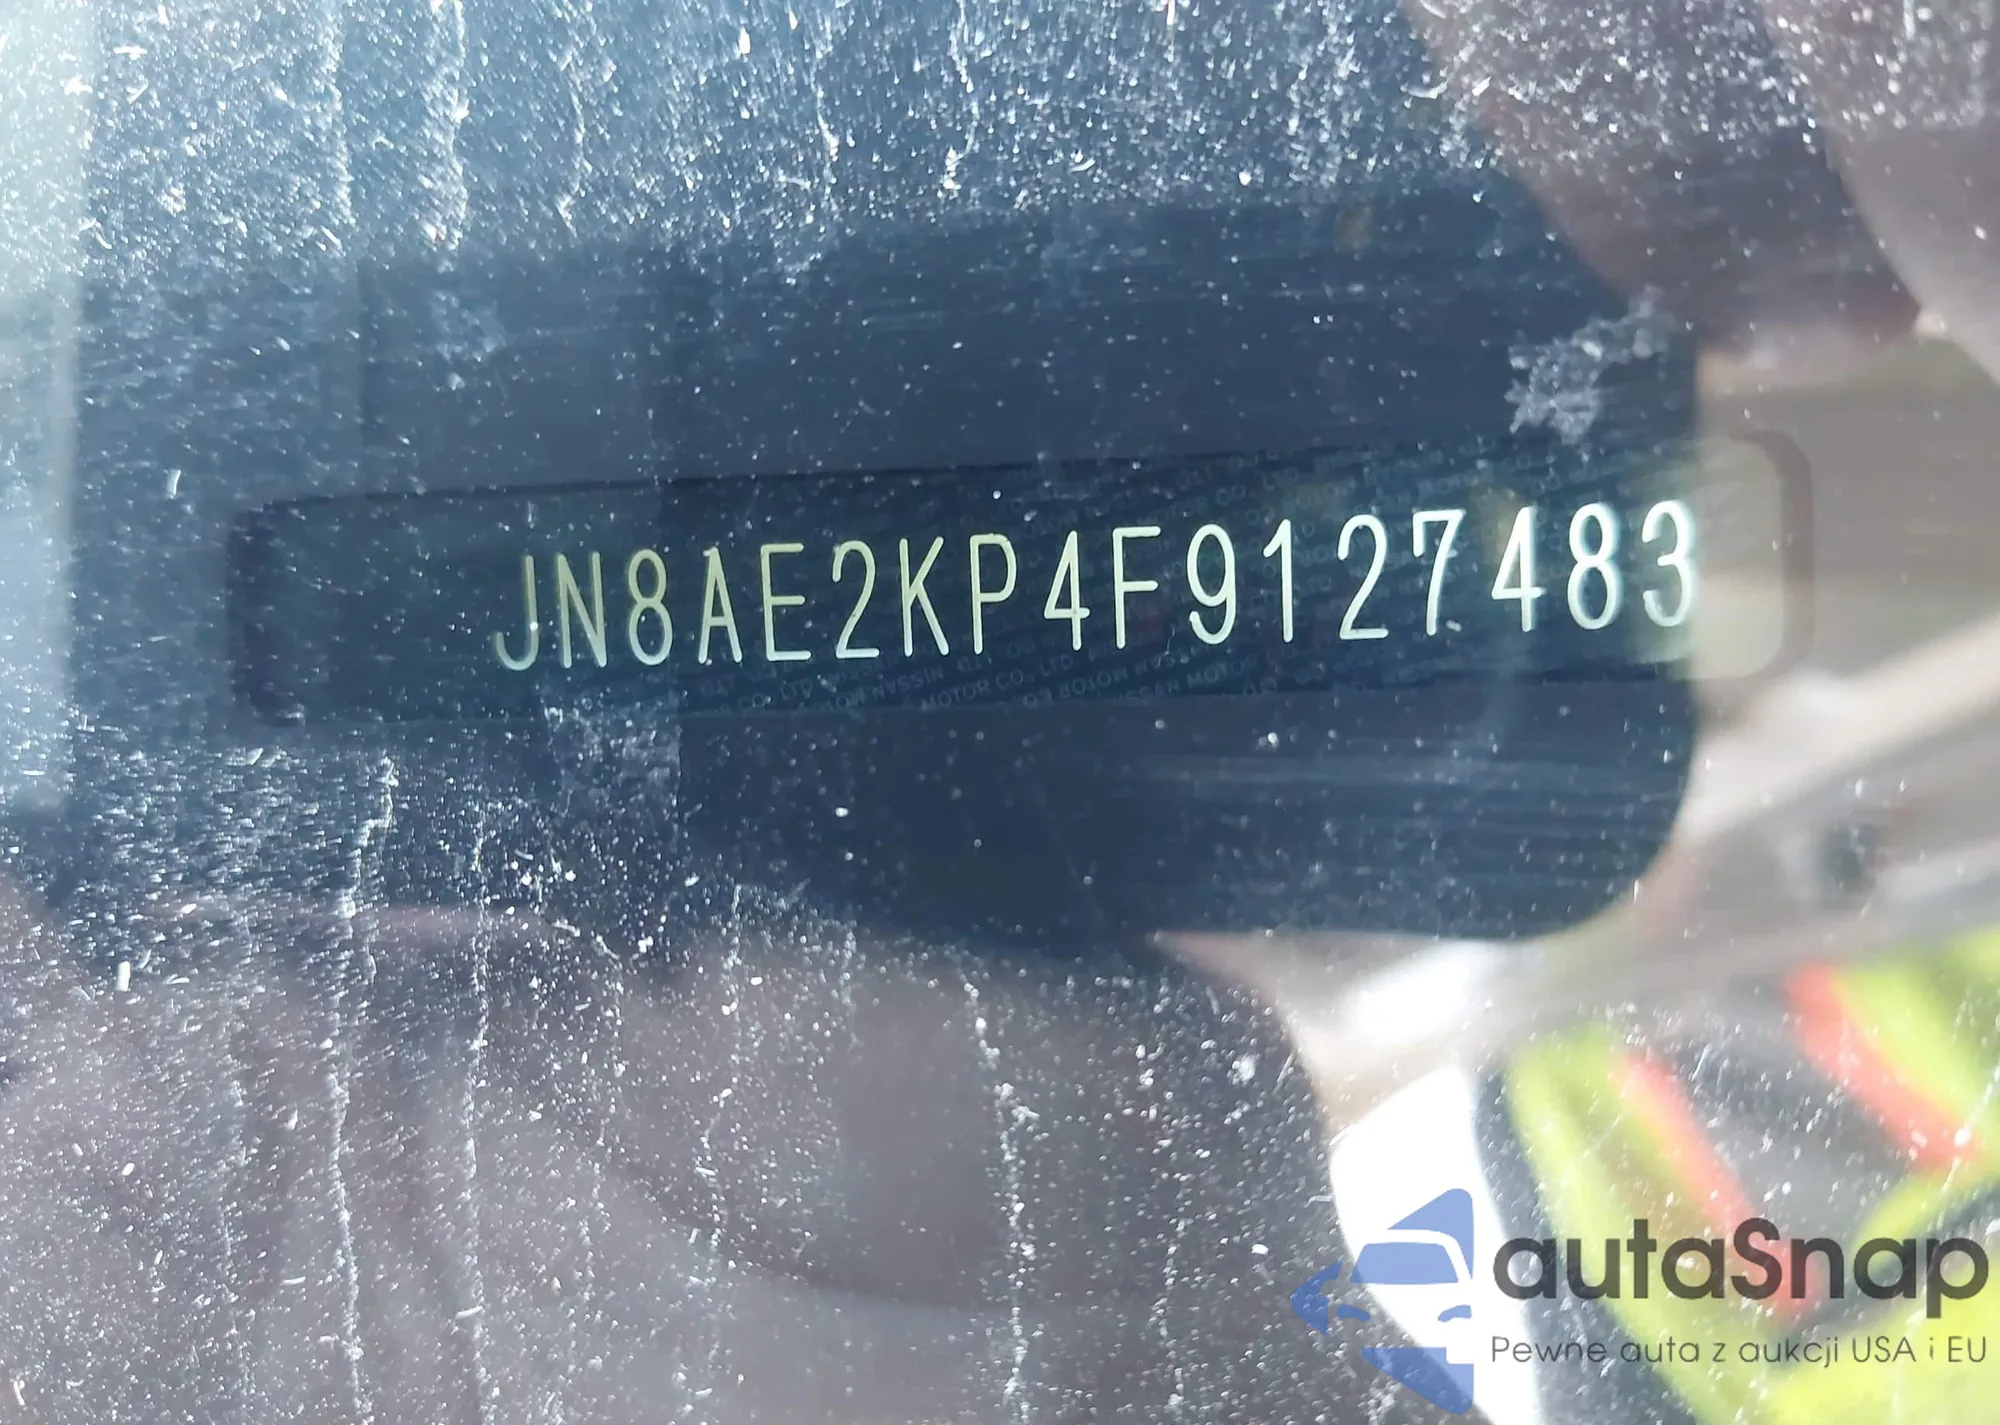 JN8AE2KP4F9127483
autaSnap
Pewne auta z aukcji USA i EU